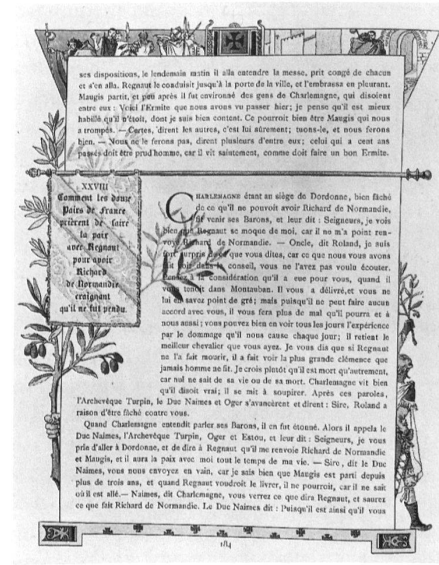 ses dispositions, le lendemain matin il alla entendre la messe, prit congé de chacun
et s'en alla. Regnaut le conduisit jusqu'à la porte de la ville, et l'embrassa en pleurant.
Maugis partit, et peu après il fut environné des gens de Charlemagne, qui disoient
entre eux : Voici l'Ermite que nous avons vu passer hier; je pense qu'il est mieux
habillé qu'il n'étoit, dont je suis bien content. Ce pourroit bien être Maugis qui nous
a trompés. — Certes, dirent les autres, c'est lui sûrement; tuons-le, et nous ferons
bien. — Nous ne le ferons pas, dirent plusieurs d'entre eux; celui qui a cent ans
passés doit être prud'homme, car il vit saintement, comme doit faire un bon Ermite.
XXVIII
Comment les douze
Pairs de France
prièrent de faire
la paix
avec Regnaut
pour avoir
Richard
de Normandie
craignant
qu'il ne fut pendu.
CHARLEMAGNE étant au siège de Dordonne, bien fâché
de ce qu'il ne pouvoit avoir Richard de Normandie,
fit venir ses Barons, et leur dit : Seigneurs, je vois
bien que Regnaut se moque de moi, car il ne m'a point ren-
voyé Richard de Normandie. — Oncle, dit Roland, je suis
fort surpris de ce que vous dites, car ce que nous vous avons
dit en conseil, vous ne l'avez pas voulu écouter.
à la considération qu'il a eue pour vous, quand il
vous tenoit dans Montauban. Il vous a délivré, et vous ne
lui en savez point de gré; mais puisqu'il ne peut faire aucun
accord avec vous, il vous fera plus de mal qu'il pourra et à
nous aussi; vous pouvez bien en voir tous les jours l'expérience
par le dommage qu'il nous cause chaque jour; Il retient le
meilleur chevalier que vous ayez. Je vous dis que si Regnaut
ne l'a fait mourir, il a fait voir la plus grande clémence que
jamais homme ne fit. Je crois plutôt qu'il est mort qu'autrement,
car nul ne sait de sa vie ou de sa mort. Charlemagne vit bien
qu'il disoit vrai; il se mit à soupirer. Après ces paroles,
l'Archevêque Turpin, le Duc Naimes et Oger s'avancèrent et dirent : Sire, Roland a
raison d'être fâché contre vous.
Quand Charlemagne entendit parler ses Barons, il en fut étonné. Alors il appela le
Duc Naimes, l'Archevêque Turpin, Oger et Estou, et leur dit : Seigneurs, je vous
prie d'aller à Dordonne, et de dire à Regnaut qu'il me renvoie Richard de Normandie
et Maugis, et il aura la paix avec moi tout le temps de ma vie. — Sire, dit le Duc
Naimes, vous nous envoyez en vain, car je sais bien que Maugis est parti depuis
plus de trois ans, et quand Regnaut voudroit le livrer, il ne pourroit, car il ne sait
où il est allé. — Naimes, dit Charlemagne, vous verrez ce que dira Regnaut, et saurez
ce que fait Richard de Normandie. Le Duc Naimes dit : Puisqu'il est ainsi qu'il vous
184